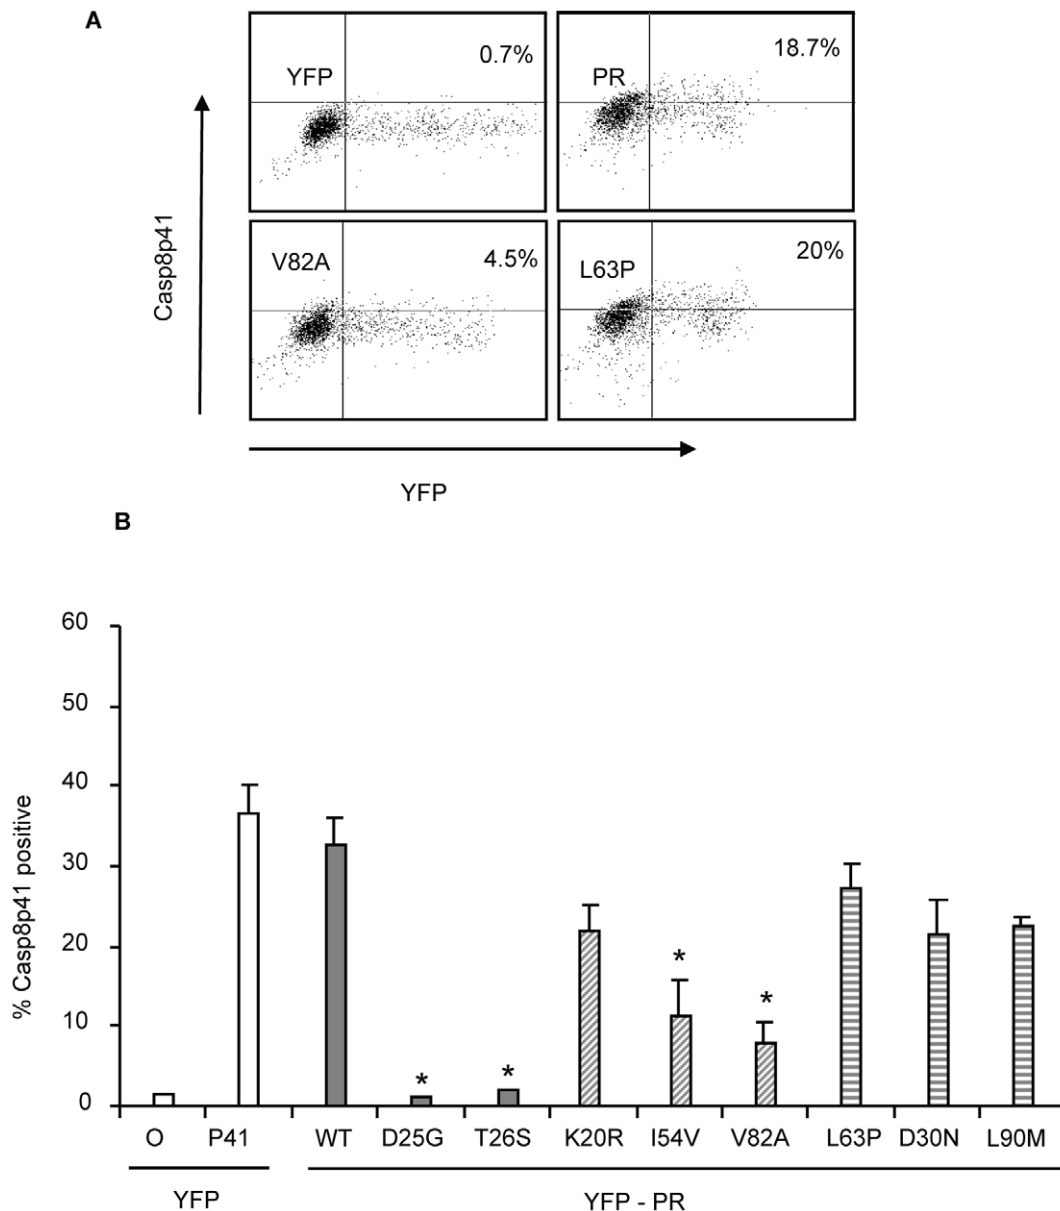 A
YFP 0.7%
PR 18.7%
V82A 4.5%
L63P 20%
Casp8p41
YFP
B
% Casp8p41 positive
60
50
40
30
20
10
0
* * * *
O P41 WT D25G T26S K20R I54V V82A L63P D30N L90M
YFP YFP - PR